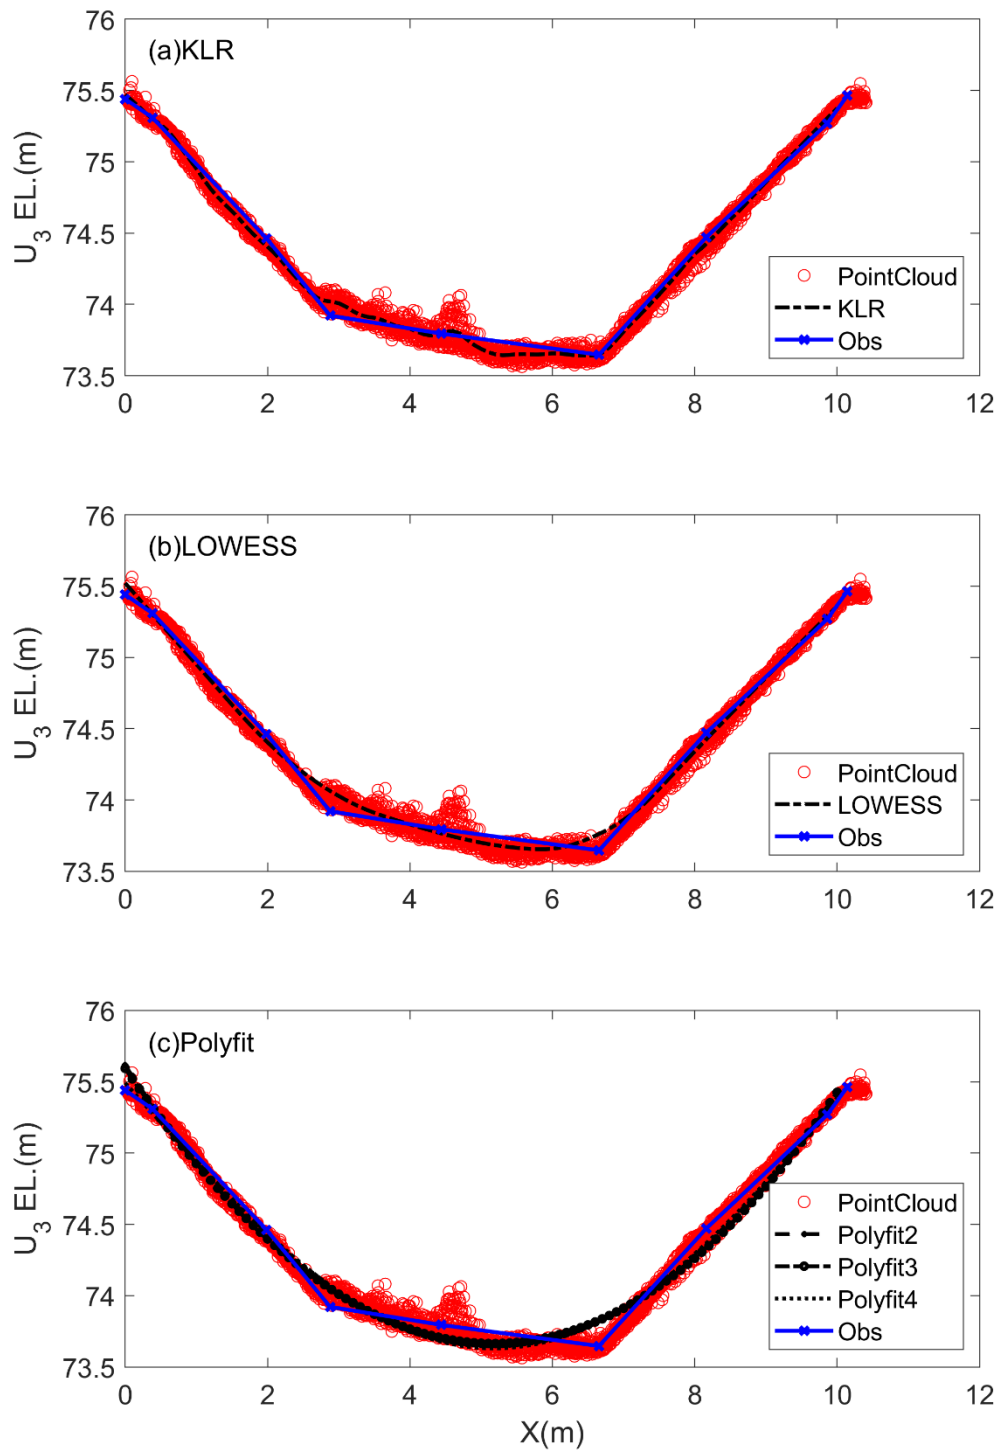 (a)KLR
U3 EL.(m)
76
75.5
75
74.5
74
73.5
0 2 4 6 8 10 12
PointCloud
KLR
Obs
(b)LOWESS
U3 EL.(m)
76
75.5
75
74.5
74
73.5
0 2 4 6 8 10 12
PointCloud
LOWESS
Obs
(c)Polyfit
U3 EL.(m)
76
75.5
75
74.5
74
73.5
0 2 4 6 8 10 12
PointCloud
Polyfit2
Polyfit3
Polyfit4
Obs
X(m)